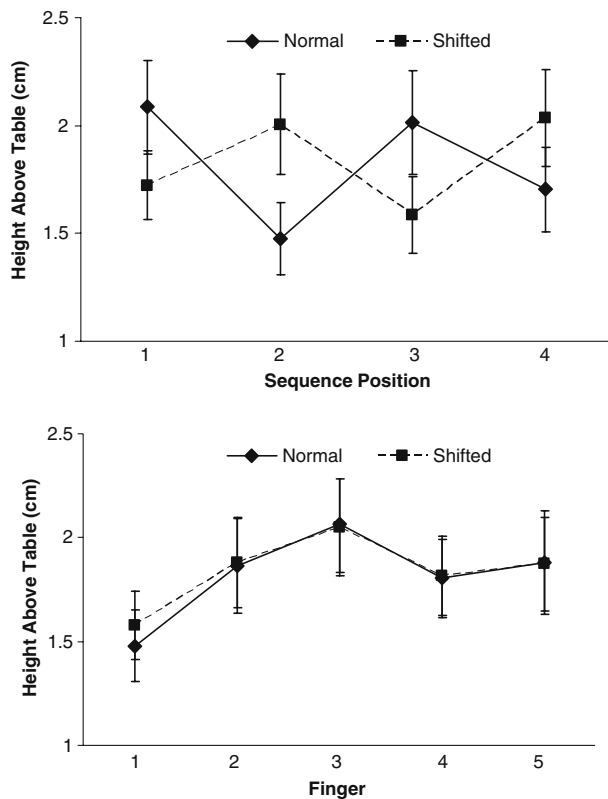 Normal Shifted
2.5
2
1.5
1
Height Above Table (cm)
1 2 3 4
Sequence Position
Normal Shifted
2.5
2
1.5
1
Height Above Table (cm)
1 2 3 4 5
Finger